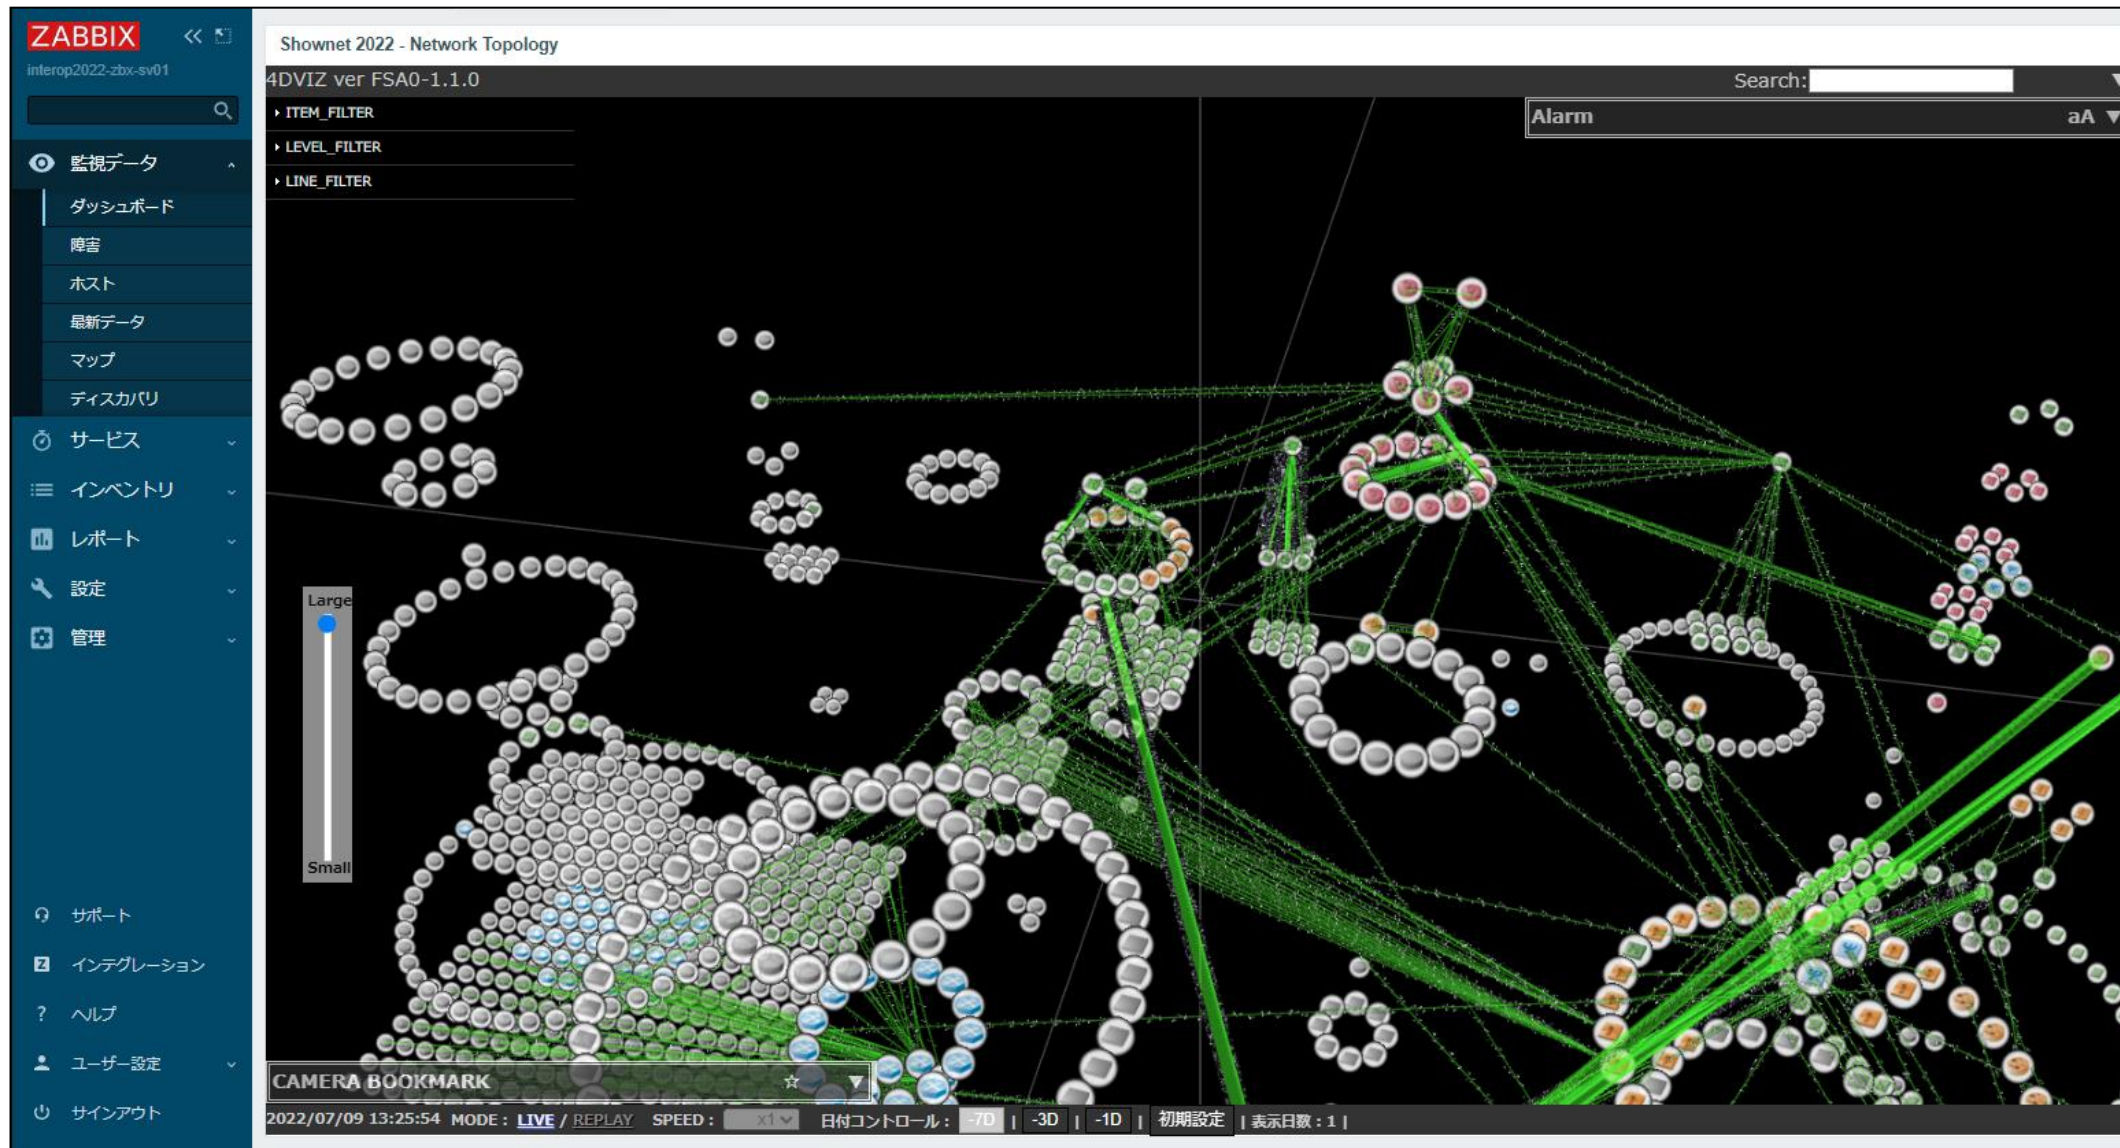 ZABBIX
interop2022-zbx-sv01
監視データ
ダッシュボード
障害
ホスト
最新データ
マップ
ディスカバリ
サービス
インベントリ
レポート
設定
管理
サポート
Z インテグレーション
? ヘルプ
ユーザー設定
サインアウト
Shownet 2022 - Network Topology
4DVIZ ver FSA0-1.1.0
Search:
ITEM_FILTER
LEVEL_FILTER
LINE_FILTER
Alarm aA ▼
Large
Small
CAMERA BOOKMARK ☆ ▼
2022/07/09 13:25:54 MODE : LIVE / REPLAY SPEED : x1 日付コントロール : -7D | -3D | -1D | 初期設定 | 表示日数 : 1 |